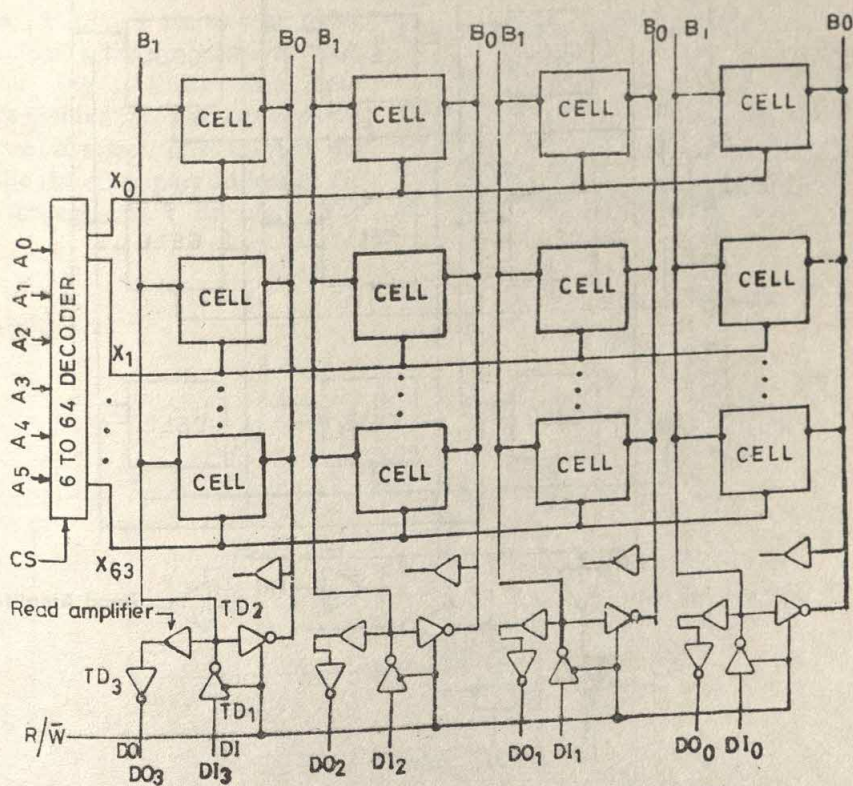 B₁ B₀ B₁ B₀ B₁ B₀ B₁ B0
CELL CELL CELL CELL
X₀
A0
A₁
A₂
A₃
A₄
A₅
6 TO 64 DECODER
CELL CELL CELL CELL
X₁
CELL CELL CELL CELL
CS
X₆₃
Read amplifier
TD₂
TD₃
TD₁
R/W̅
DOI DI
DO₃ DI₃ DO₂ DI₂ DO₁ DI₁ DO₀ DI₀